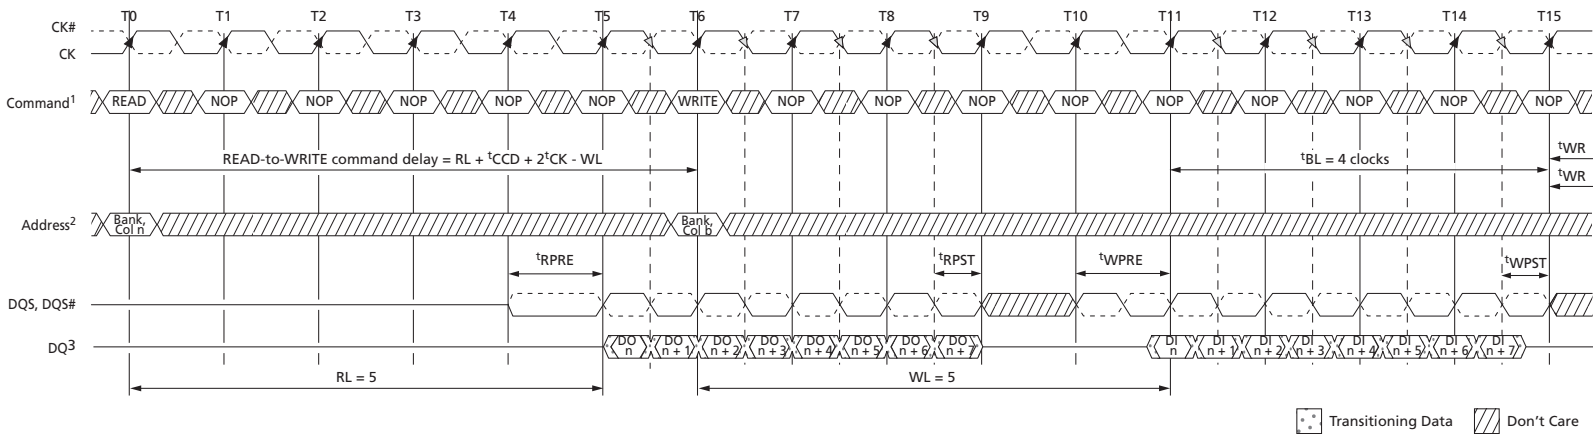 T0 T1 T2 T3 T4 T5 T6 T7 T8 T9 T10 T11 T12 T13 T14 T15
CK#
CK
Command1 READ NOP NOP NOP NOP NOP WRITE NOP NOP NOP NOP NOP NOP NOP NOP NOP
READ-to-WRITE command delay = RL + tCCD + 2tCK - WL
tBL = 4 clocks
tWR
tWR
Address2
Bank, Col n
Bank, Col b
tRPRE tRPST tWPRE tWPST
DQS, DQS#
DQ3
DO n DO n + 1 DO n + 2 DO n + 3 DO n + 4 DO n + 5 DO n + 6 DO n + 7
DI n DI n + 1 DI n + 2 DI n + 3 DI n + 4 DI n + 5 DI n + 6 DI n + 7
RL = 5 WL = 5
Transitioning Data Don't Care